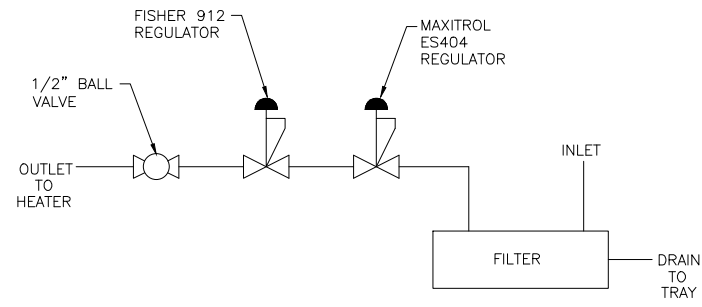 FISHER 912
REGULATOR
MAXITROL
ES404
REGULATOR
1/2" BALL
VALVE
OUTLET
TO
HEATER
INLET
FILTER
DRAIN
TO
TRAY